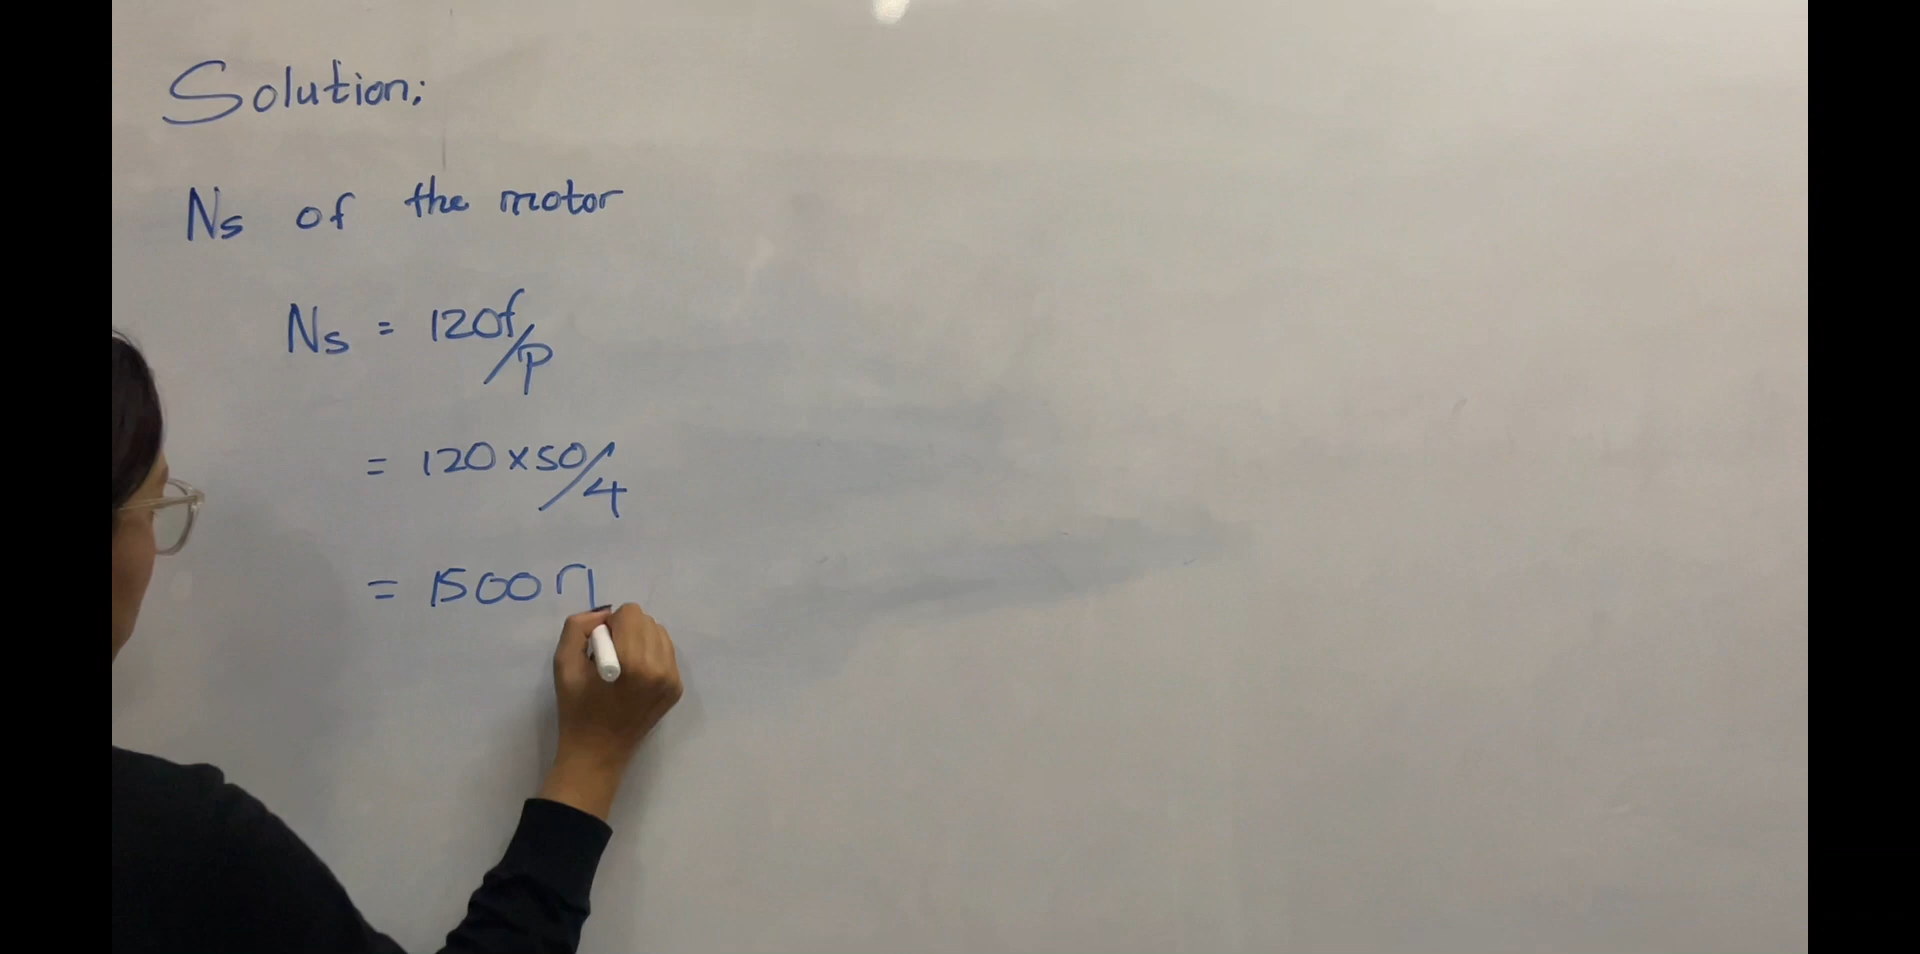 Solution:
Ns of the motor
Ns = 120f/p
= 120 x 50/4
= 1500 r